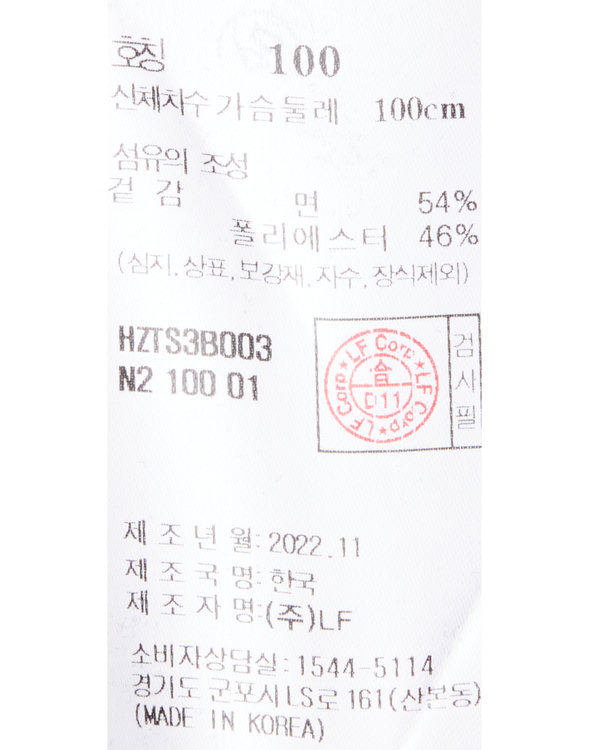 호칭 100
신체치수 가슴둘레 100cm
섬유의 조성
겉 감 면 54%
폴리에스터 46%
(심지, 상표, 보강재, 자수, 장식제외)
HZTS3B003
N2 100 01
LF Corp ★ LF Corp ★ LF Corp ★
합
D11
검사필
제 조 년 월: 2022.11
제 조 국 명: 한국
제 조 자 명:(주)LF
소비자상담실: 1544-5114
경기도 군포시 LS로 161(산본동)
(MADE IN KOREA)